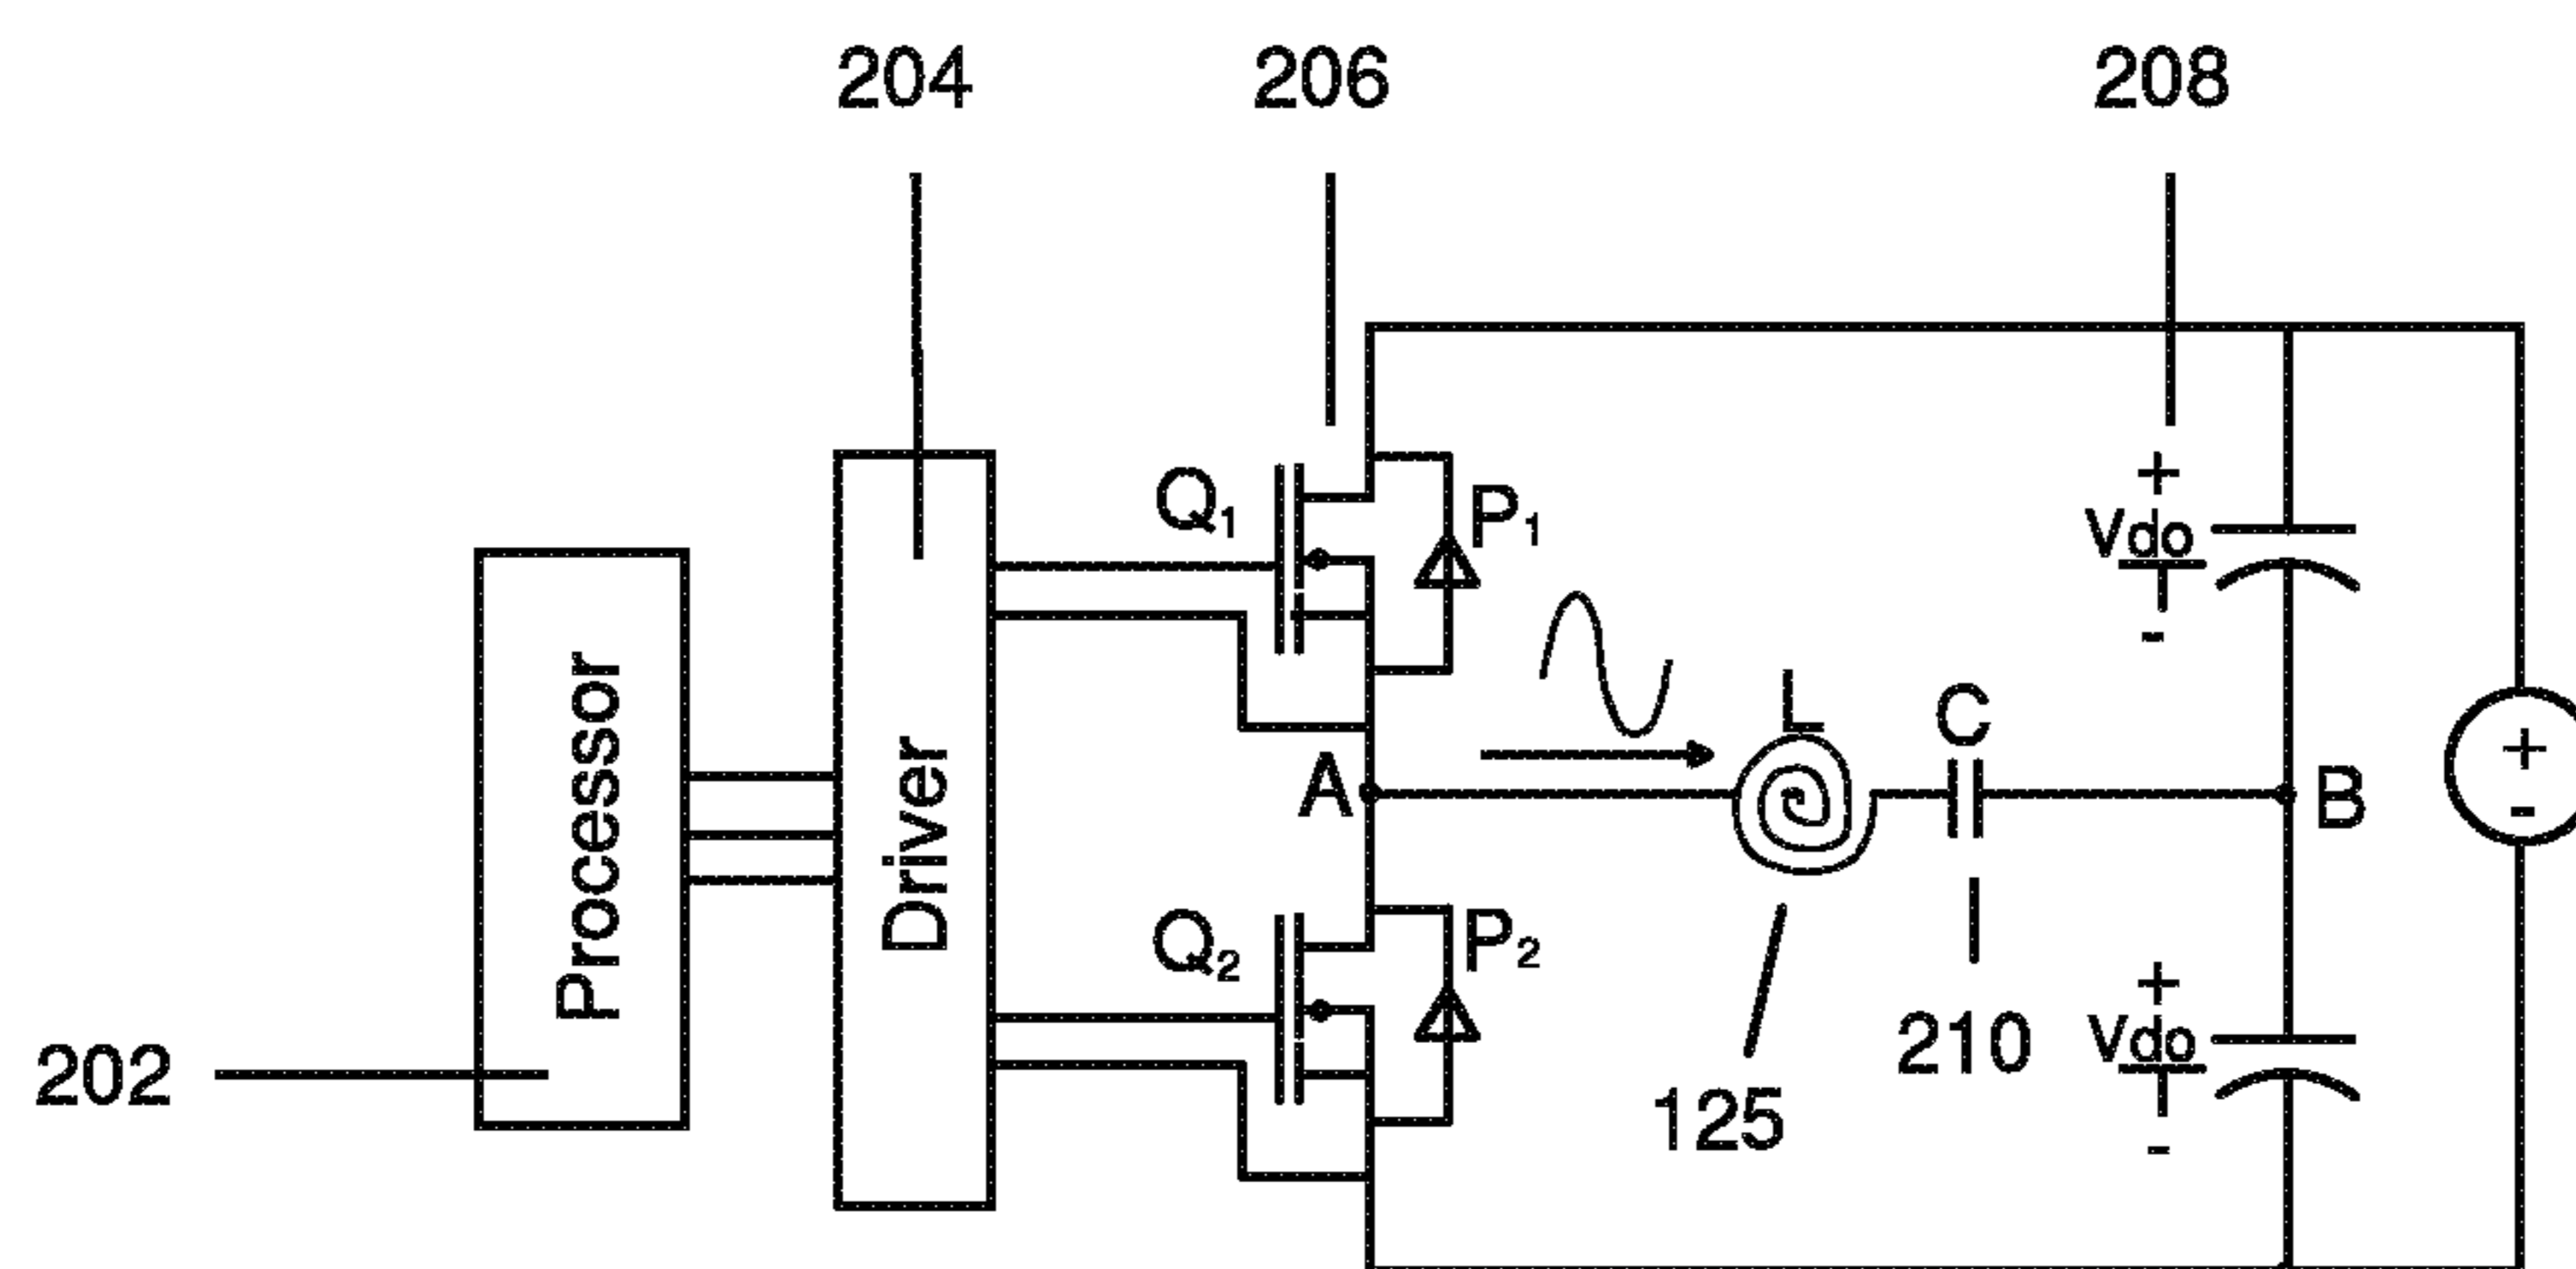 204 206 208
Q1 P1
+
Vdo
-
L
C
A
B
+
-
Processor
Driver
Q2 P2
+
Vdo
-
202
210
125